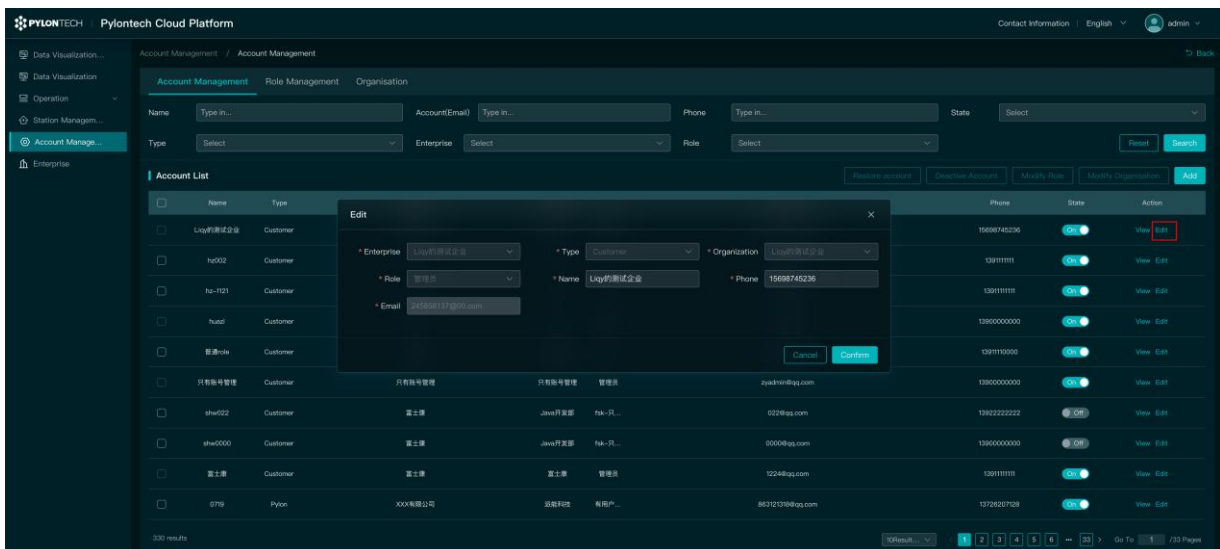 PYLONTECH | Pylontech Cloud Platform Contact Information | English admin
Data Visualization... Account Management / Account Management Back
Data Visualization Account Management Role Management Organisation
Operation
Name Type in... Account(Email) Type in... Phone Type in... State Select
Station Managem...
Account Manage... Type Select Enterprise Select Role Select Reset Search
Enterprise
Account List Restore account Deactive Account Modify Role Modify Organisation Add
Name Type Phone State Action
Edit ×
Liqy的测试企业 Customer 15698745236 On View Edit
* Enterprise Liqy的测试企业 * Type Customer * Organization Liqy的测试企业
hz002 Customer 1391111111 On View Edit
* Role 管理员 * Name Liqy的测试企业 * Phone 15698745236
hz-1121 Customer 13911111111 On View Edit
* Email
huazl Customer 13900000000 On View Edit
Cancel Confirm
普通role Customer 13911110000 On View Edit
只有账号管理 Customer 只有账号管理 只有账号管理 管理员 zyadmin@qq.com 13900000000 On View Edit
shw022 Customer 富士康 Java开发部 fsk-只... 022@qq.com 13922222222 Off View Edit
shw0000 Customer 富士康 Java开发部 fsk-只... 0000@qq.com 13900000000 Off View Edit
富士康 Customer 富士康 富士康 管理员 1224@qq.com 13911111111 On View Edit
0719 Pylon XXX有限公司 派能科技 有用户... 863121318@qq.com 13726207126 On View Edit
330 results 10Result... 1 2 3 4 5 6 ... 33 Go To 1 /33 Pages